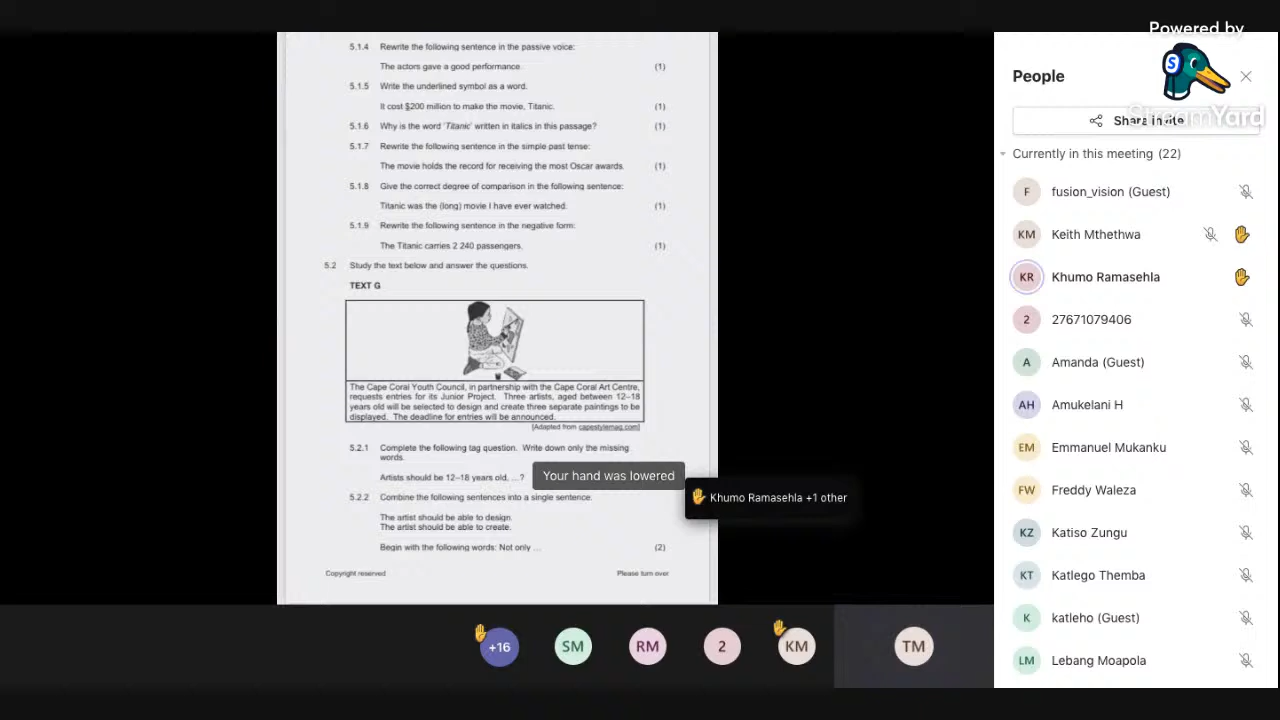 5.1.4 Rewrite the following sentence in the passive voice:
The actors gave a good performance. (1)
5.1.5 Write the underlined symbol as a word.
It cost $200 million to make the movie, Titanic. (1)
5.1.6 Why is the word 'Titanic' written in italics in this passage? (1)
5.1.7 Rewrite the following sentence in the simple past tense:
The movie holds the record for receiving the most Oscar awards. (1)
5.1.8 Give the correct degree of comparison in the following sentence:
Titanic was the (long) movie I have ever watched. (1)
5.1.9 Rewrite the following sentence in the negative form:
The Titanic carries 2 240 passengers. (1)
5.2 Study the text below and answer the questions.
TEXT G
The Cape Coral Youth Council, in partnership with the Cape Coral Art Centre,
requests entries for its Junior Project. Three artists, aged between 12–18
years old will be selected to design and create three separate paintings to be
displayed. The deadline for entries will be announced.
[Adapted from capestylemag.com]
5.2.1 Complete the following tag question. Write down only the missing
words.
Artists should be 12–18 years old, ...?
Your hand was lowered
5.2.2 Combine the following sentences into a single sentence.
Khumo Ramasehla +1 other
The artist should be able to design.
The artist should be able to create.
Begin with the following words: Not only ... (2)
Copyright reserved Please turn over
+16
SM
RM
2
KM
TM
Powered by
StreamYard
People
Share invite
Currently in this meeting (22)
F fusion_vision (Guest)
KM Keith Mthethwa
KR Khumo Ramasehla
2 27671079406
A Amanda (Guest)
AH Amukelani H
EM Emmanuel Mukanku
FW Freddy Waleza
KZ Katiso Zungu
KT Katlego Themba
K katleho (Guest)
LM Lebang Moapola